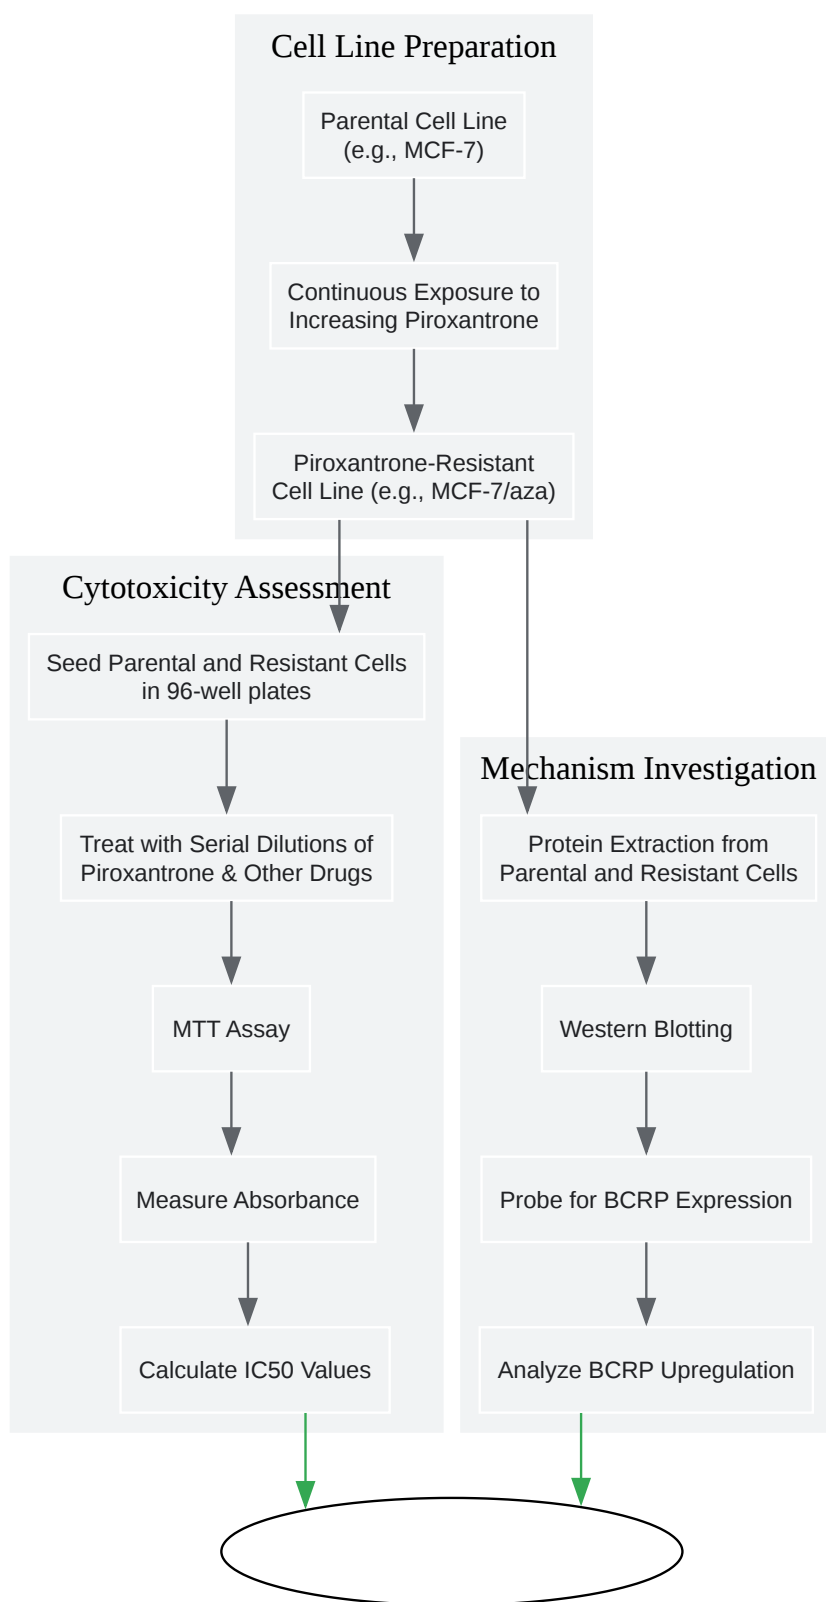 Cell Line Preparation
Parental Cell Line
(e.g., MCF-7)
Continuous Exposure to
Increasing Piroxantrone
Piroxantrone-Resistant
Cell Line (e.g., MCF-7/aza)
Cytotoxicity Assessment
Seed Parental and Resistant Cells
in 96-well plates
Treat with Serial Dilutions of
Piroxantrone & Other Drugs
MTT Assay
Measure Absorbance
Calculate IC50 Values
Mechanism Investigation
Protein Extraction from
Parental and Resistant Cells
Western Blotting
Probe for BCRP Expression
Analyze BCRP Upregulation